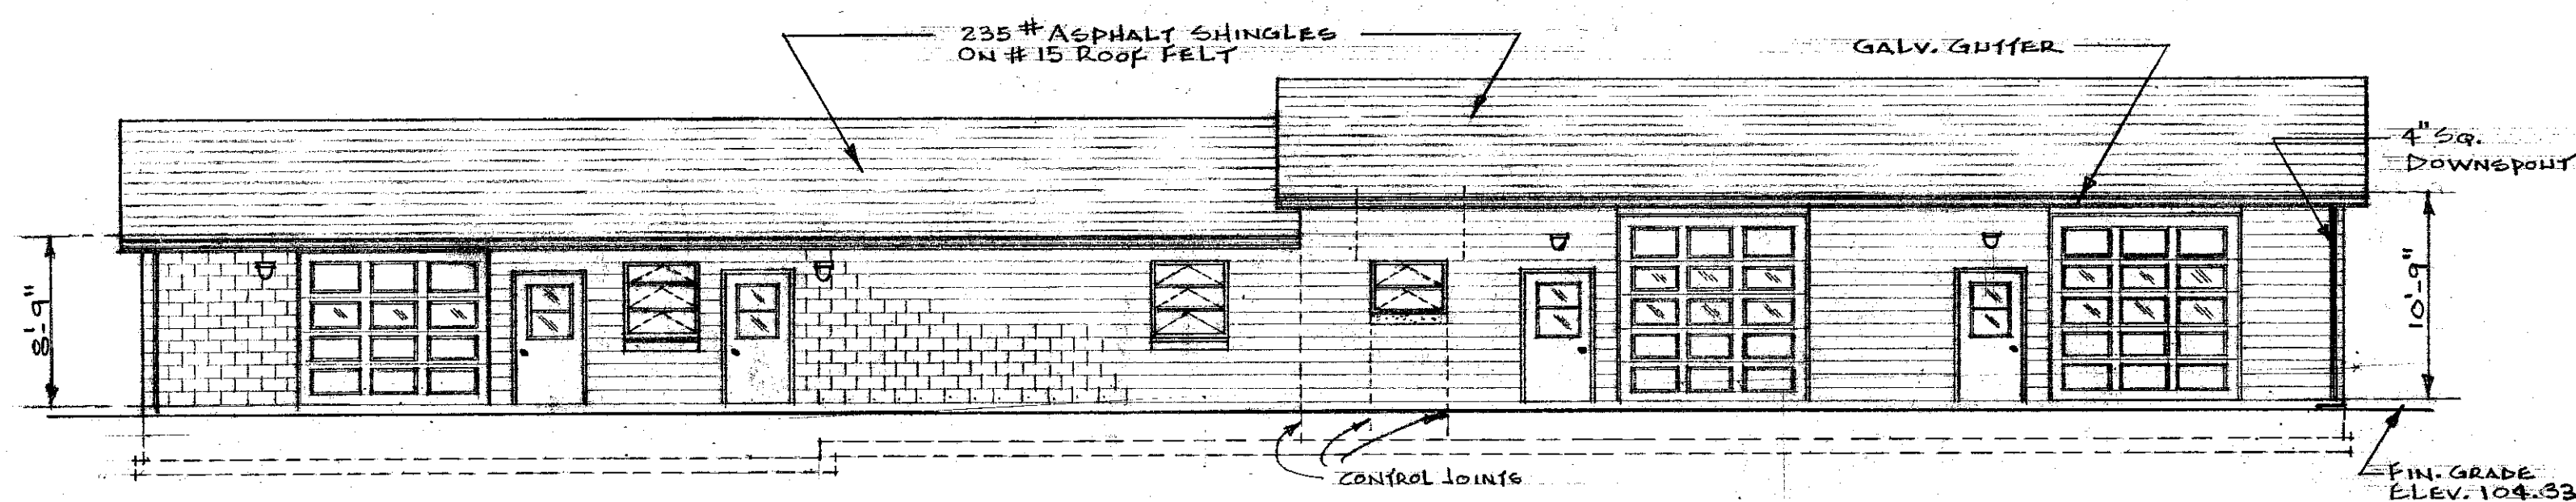 235# ASPHALT SHINGLES
ON #15 ROOF FELT
GALV. GUTTER
4" SQ.
DOWNSPOUT
8'-9"
10'-9"
CONTROL JOINTS
FIN. GRADE
ELEV. 104.33